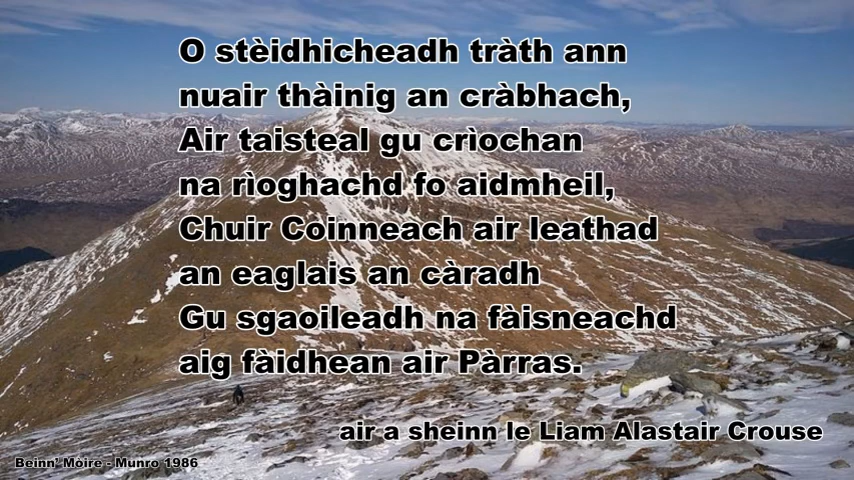 O stèidhicheadh tràth ann
nuair thàinig an cràbhach,
Air taisteal gu crìochan
na rìoghachd fo aidmheil,
Chuir Coinneach air leathad
an eaglais an càradh
Gu sgaoileadh na fàisneachd
aig fàidhean air Pàrras.
air a sheinn le Liam Alastair Crouse
Beinn' Mòire - Munro 1986